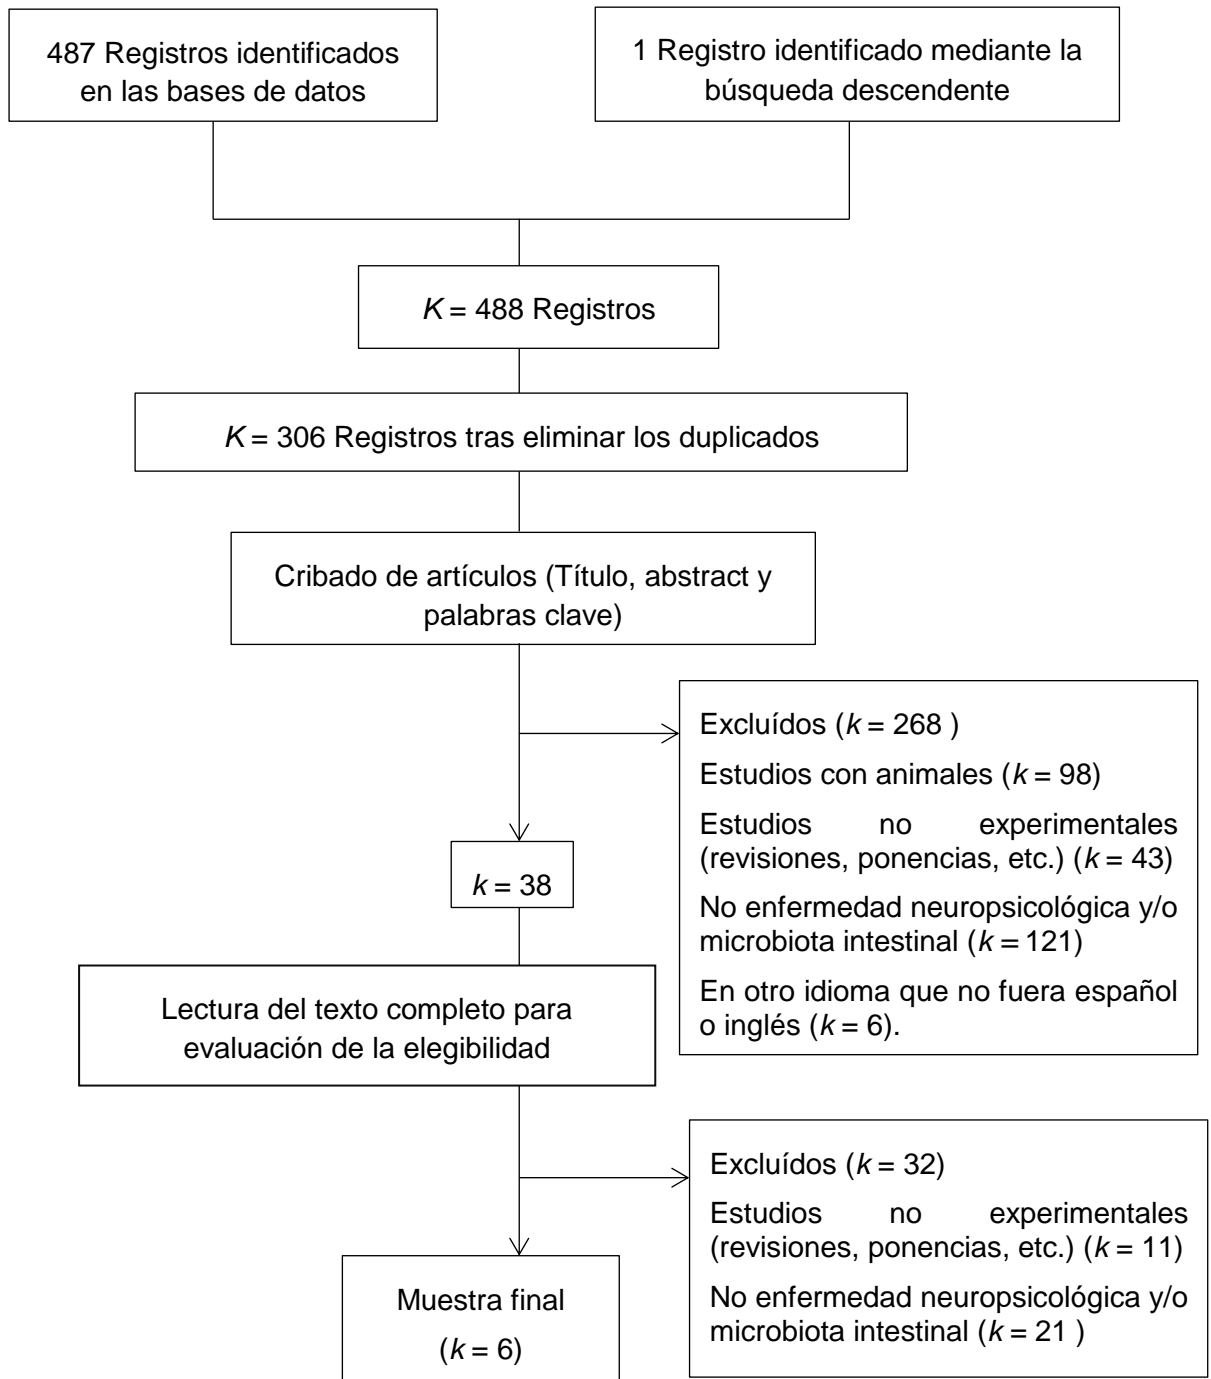 487 Registros identificados
en las bases de datos
1 Registro identificado mediante la
búsqueda descendente
K = 488 Registros
K = 306 Registros tras eliminar los duplicados
Cribado de artículos (Título, abstract y
palabras clave)
Excluídos (k = 268 )
Estudios con animales (k = 98)
Estudios no experimentales
(revisiones, ponencias, etc.) (k = 43)
No enfermedad neuropsicológica y/o
microbiota intestinal (k = 121)
En otro idioma que no fuera español
o inglés (k = 6).
k = 38
Lectura del texto completo para
evaluación de la elegibilidad
Excluídos (k = 32)
Estudios no experimentales
(revisiones, ponencias, etc.) (k = 11)
No enfermedad neuropsicológica y/o
microbiota intestinal (k = 21 )
Muestra final
(k = 6)